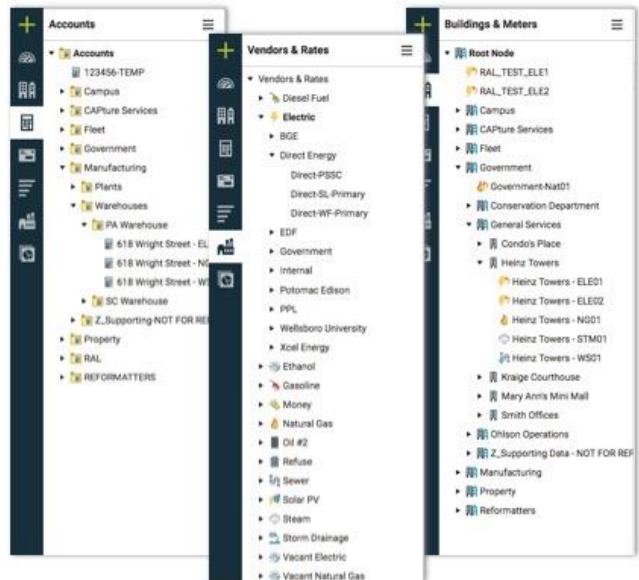 Accounts
Accounts
123456-TEMP
Campus
CAPture Services
Fleet
Government
Manufacturing
Plants
Warehouses
PA Warehouse
618 Wright Street - EL
618 Wright Street - NG
618 Wright Street - WS
SC Warehouse
Z_Supporting-NOT FOR REF
Property
RAL
REFORMATTERS
Vendors & Rates
Vendors & Rates
Diesel Fuel
Electric
BGE
Direct Energy
Direct-PSSC
Direct-SL-Primary
Direct-WF-Primary
EDF
Government
Internal
Potomac Edison
PPL
Wellsboro University
Xcel Energy
Ethanol
Gasoline
Money
Natural Gas
Oil #2
Refuse
Sewer
Solar PV
Steam
Storm Drainage
Vacant Electric
Vacant Natural Gas
Buildings & Meters
Root Node
RAL_TEST_ELE1
RAL_TEST_ELE2
Campus
CAPture Services
Fleet
Government
Government-Nat01
Conservation Department
General Services
Condo's Place
Heinz Towers
Heinz Towers - ELE01
Heinz Towers - ELE02
Heinz Towers - NG01
Heinz Towers - STM01
Heinz Towers - WS01
Kraige Courthouse
Mary Ann's Mini Mall
Smith Offices
Ohlson Operations
Z_Supporting Data - NOT FOR REF
Manufacturing
Property
Reformatters